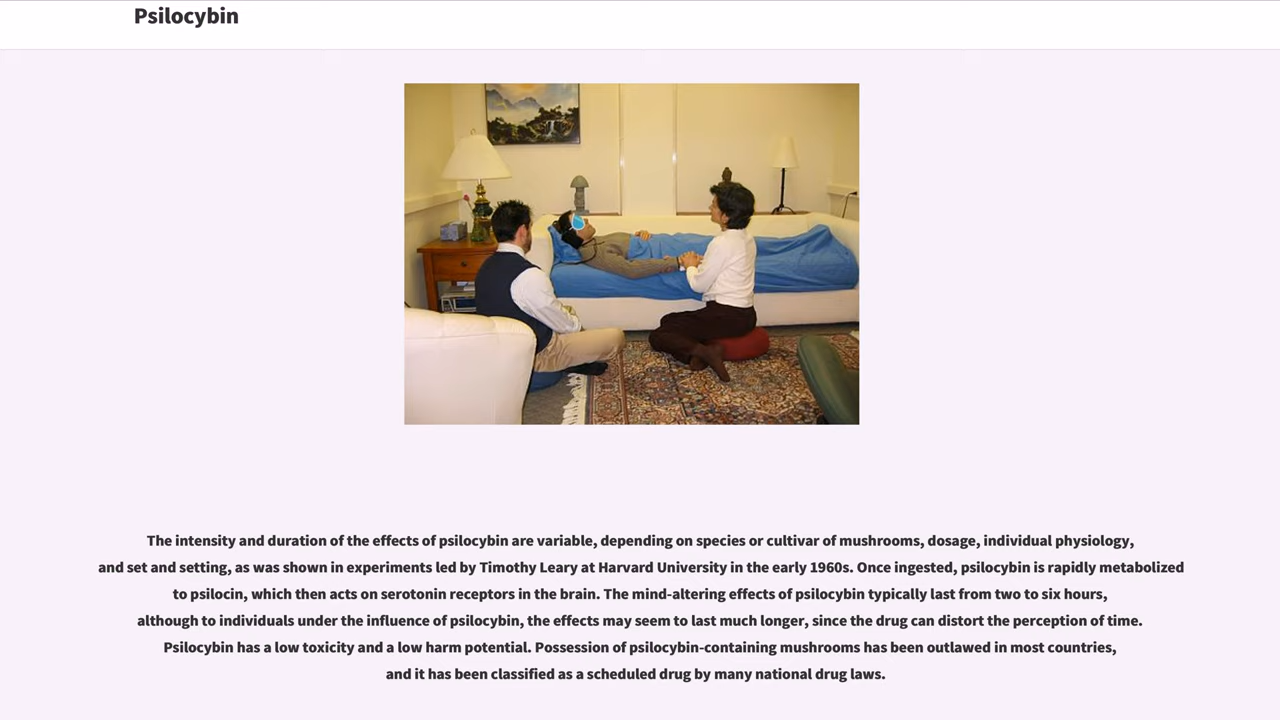 Psilocybin
The intensity and duration of the effects of psilocybin are variable, depending on species or cultivar of mushrooms, dosage, individual physiology,
and set and setting, as was shown in experiments led by Timothy Leary at Harvard University in the early 1960s. Once ingested, psilocybin is rapidly metabolized
to psilocin, which then acts on serotonin receptors in the brain. The mind-altering effects of psilocybin typically last from two to six hours,
although to individuals under the influence of psilocybin, the effects may seem to last much longer, since the drug can distort the perception of time.
Psilocybin has a low toxicity and a low harm potential. Possession of psilocybin-containing mushrooms has been outlawed in most countries,
and it has been classified as a scheduled drug by many national drug laws.